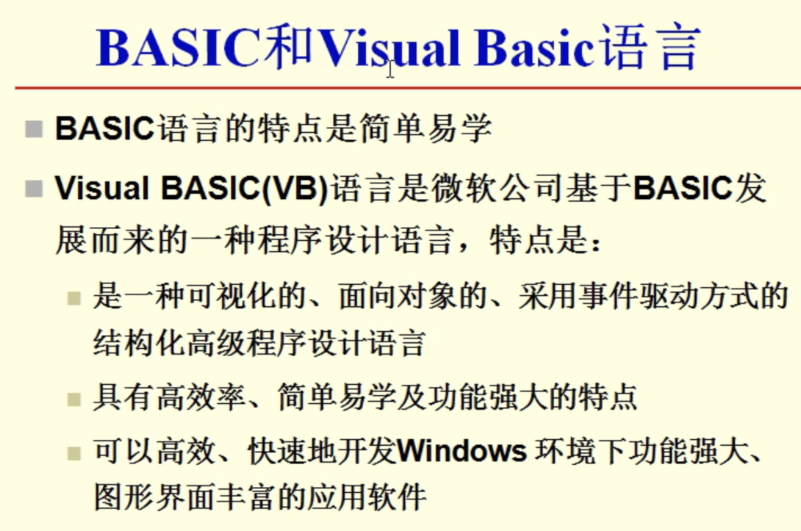 BASIC和Visual Basic语言
BASIC语言的特点是简单易学
Visual BASIC(VB)语言是微软公司基于BASIC发
展而来的一种程序设计语言，特点是：
是一种可视化的、面向对象的、采用事件驱动方式的
结构化高级程序设计语言
具有高效率、简单易学及功能强大的特点
可以高效、快速地开发Windows 环境下功能强大、
图形界面丰富的应用软件